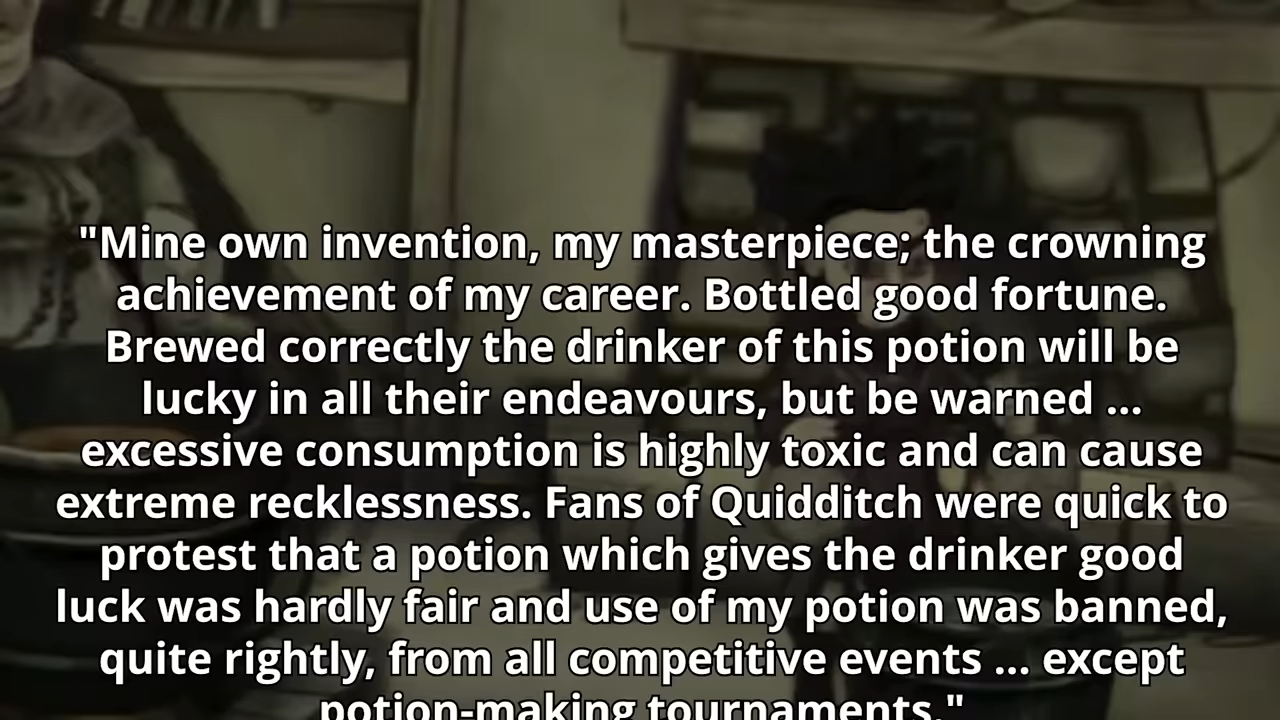 "Mine own invention, my masterpiece; the crowning
achievement of my career. Bottled good fortune.
Brewed correctly the drinker of this potion will be
lucky in all their endeavours, but be warned ...
excessive consumption is highly toxic and can cause
extreme recklessness. Fans of Quidditch were quick to
protest that a potion which gives the drinker good
luck was hardly fair and use of my potion was banned,
quite rightly, from all competitive events ... except
potion-making tournaments."